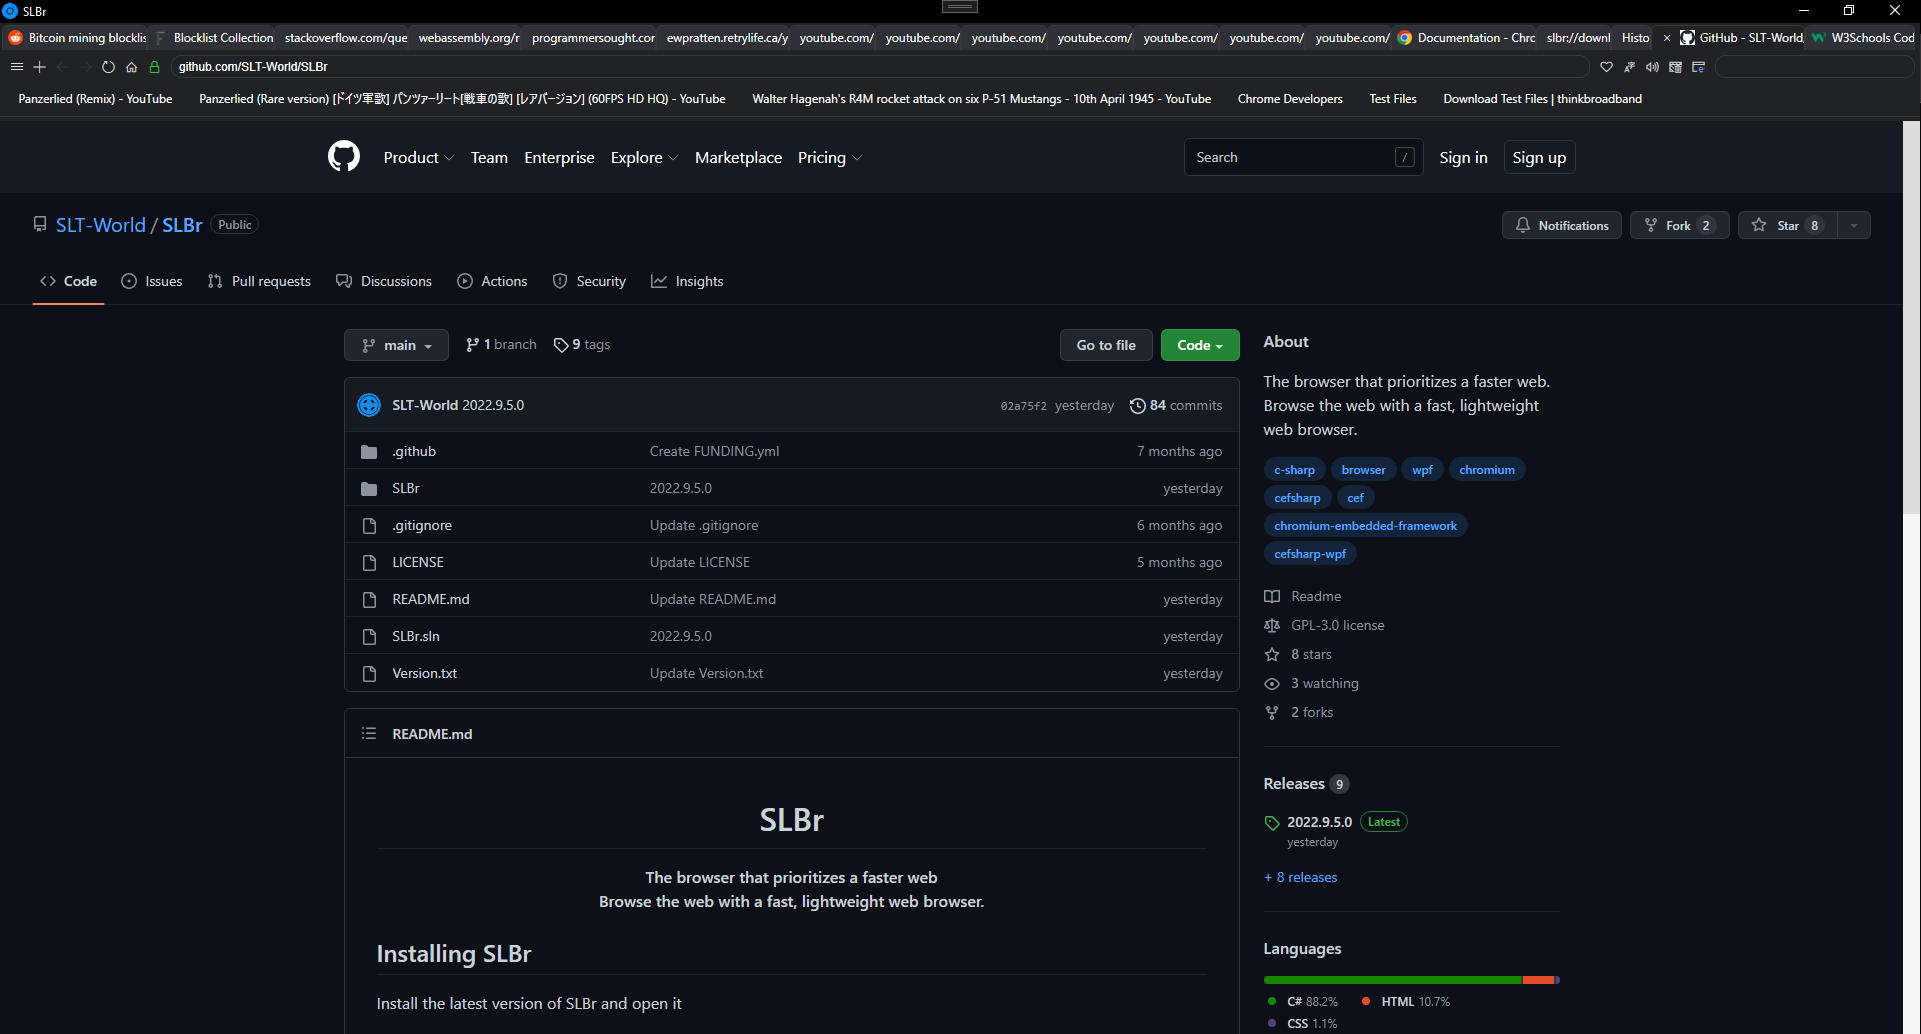 SLBr
Bitcoin mining blocklis
Blocklist Collection
stackoverflow.com/que
webassembly.org/r
programmersought.cor
ewpratten.retrylife.ca/y
youtube.com/
youtube.com/
youtube.com/
youtube.com/
youtube.com/
youtube.com/
youtube.com/
Documentation - Chrc
slbr://downl
Histo
GitHub - SLT-World/
W3Schools Cod
github.com/SLT-World/SLBr
Panzerlied (Remix) - YouTube
Panzerlied (Rare version) [ドイツ軍歌] パンツァーリート[戦車の歌] [レアバージョン] (60FPS HD HQ) - YouTube
Walter Hagenah's R4M rocket attack on six P-51 Mustangs - 10th April 1945 - YouTube
Chrome Developers
Test Files
Download Test Files | thinkbroadband
Product
Team
Enterprise
Explore
Marketplace
Pricing
Search
/
Sign in
Sign up
SLT-World / SLBr Public
Notifications
Fork 2
Star 8
Code
Issues
Pull requests
Discussions
Actions
Security
Insights
main
1 branch
9 tags
Go to file
Code
SLT-World 2022.9.5.0
02a75f2 yesterday
84 commits
.github
Create FUNDING.yml
7 months ago
SLBr
2022.9.5.0
yesterday
.gitignore
Update .gitignore
6 months ago
LICENSE
Update LICENSE
5 months ago
README.md
Update README.md
yesterday
SLBr.sln
2022.9.5.0
yesterday
Version.txt
Update Version.txt
yesterday
README.md
SLBr
The browser that prioritizes a faster web
Browse the web with a fast, lightweight web browser.
Installing SLBr
Install the latest version of SLBr and open it
About
The browser that prioritizes a faster web.
Browse the web with a fast, lightweight
web browser.
c-sharp
browser
wpf
chromium
cefsharp
cef
chromium-embedded-framework
cefsharp-wpf
Readme
GPL-3.0 license
8 stars
3 watching
2 forks
Releases 9
2022.9.5.0 Latest
yesterday
+ 8 releases
Languages
C# 88.2%
HTML 10.7%
CSS 1.1%